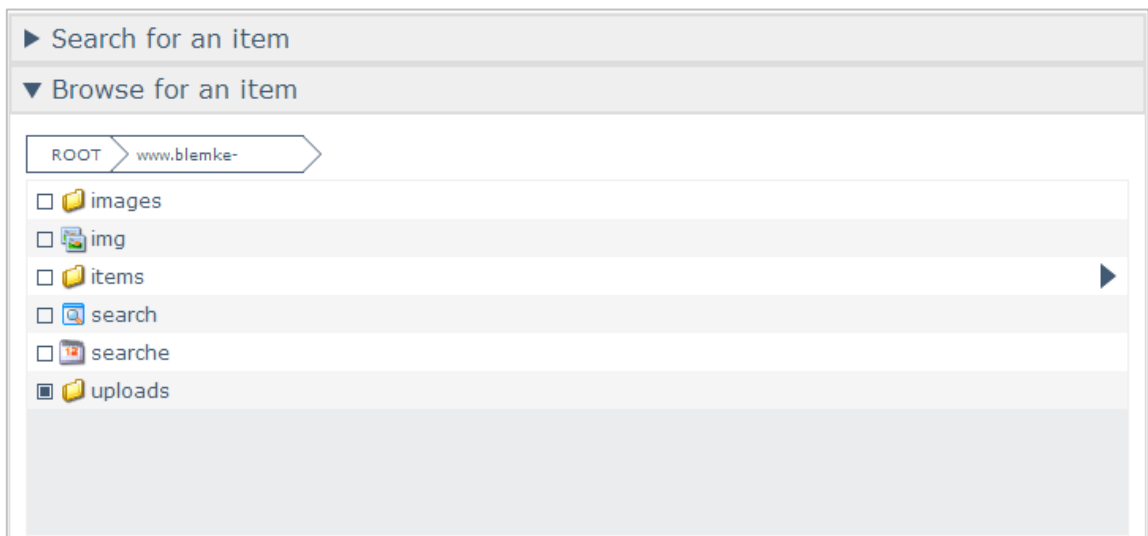 Search for an item
Browse for an item
ROOT www.blemke-
images
img
items
search
searche
uploads